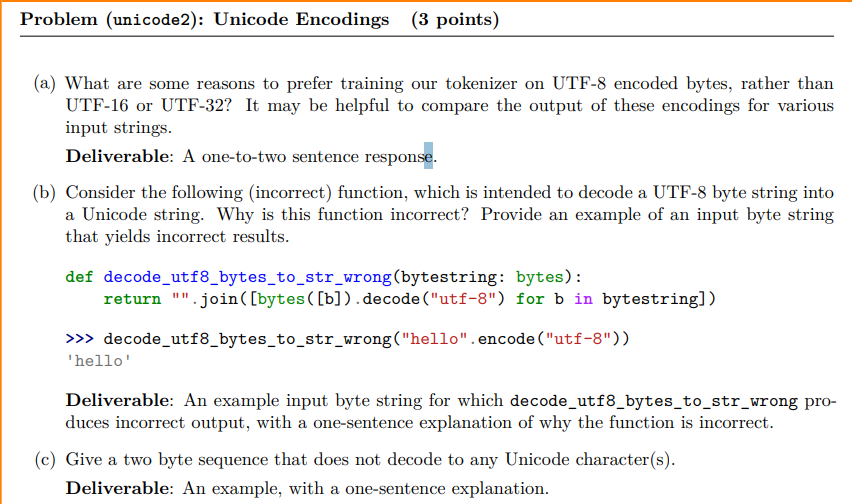 Problem (unicode2): Unicode Encodings (3 points)
(a) What are some reasons to prefer training our tokenizer on UTF-8 encoded bytes, rather than
UTF-16 or UTF-32? It may be helpful to compare the output of these encodings for various
input strings.
Deliverable: A one-to-two sentence response.
(b) Consider the following (incorrect) function, which is intended to decode a UTF-8 byte string into
a Unicode string. Why is this function incorrect? Provide an example of an input byte string
that yields incorrect results.
def decode_utf8_bytes_to_str_wrong(bytestring: bytes):
    return "".join([bytes([b]).decode("utf-8") for b in bytestring])
>>> decode_utf8_bytes_to_str_wrong("hello".encode("utf-8"))
'hello'
Deliverable: An example input byte string for which decode_utf8_bytes_to_str_wrong pro-
duces incorrect output, with a one-sentence explanation of why the function is incorrect.
(c) Give a two byte sequence that does not decode to any Unicode character(s).
Deliverable: An example, with a one-sentence explanation.